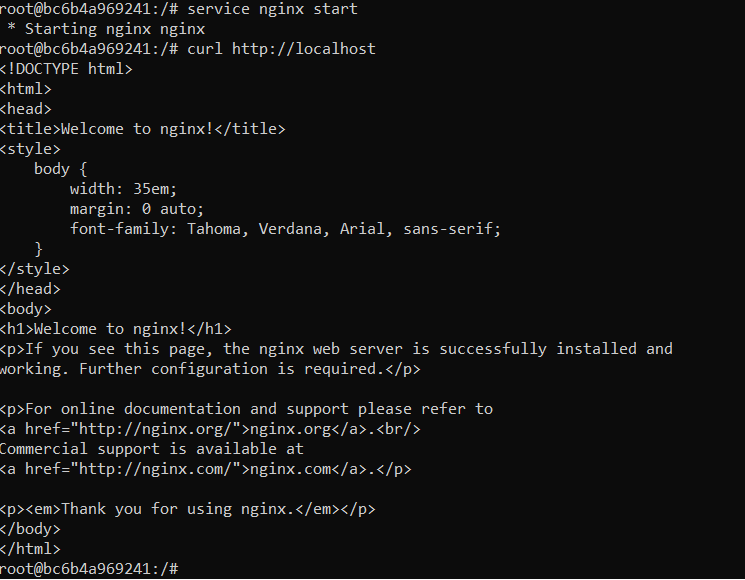 root@bc6b4a969241:/# service nginx start
 * Starting nginx nginx
root@bc6b4a969241:/# curl http://localhost
<!DOCTYPE html>
<html>
<head>
<title>Welcome to nginx!</title>
<style>
    body {
        width: 35em;
        margin: 0 auto;
        font-family: Tahoma, Verdana, Arial, sans-serif;
    }
</style>
</head>
<body>
<h1>Welcome to nginx!</h1>
<p>If you see this page, the nginx web server is successfully installed and
working. Further configuration is required.</p>

<p>For online documentation and support please refer to
<a href="http://nginx.org/">nginx.org</a>.<br/>
Commercial support is available at
<a href="http://nginx.com/">nginx.com</a>.</p>

<p><em>Thank you for using nginx.</em></p>
</body>
</html>
root@bc6b4a969241:/#